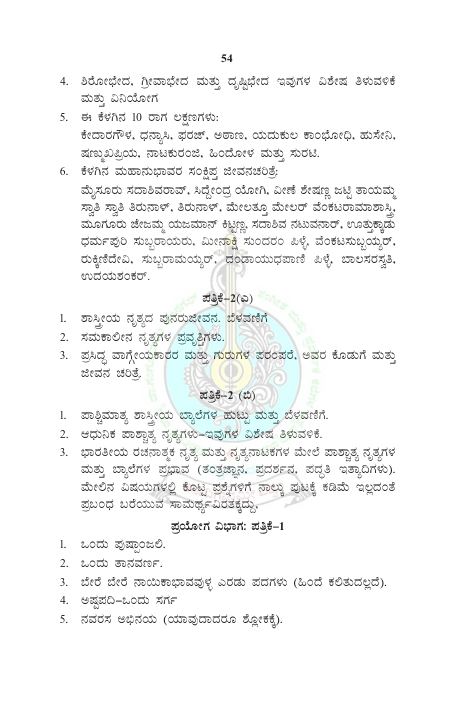 54
4. ಶಿರೋಭೇದ, ಗ್ರೀವಾಭೇದ ಮತ್ತು ದೃಷ್ಟಿಭೇದ ಇವುಗಳ ವಿಶೇಷ ತಿಳುವಳಿಕೆ
ಮತ್ತು ವಿನಿಯೋಗ
5. ಈ ಕೆಳಗಿನ 10 ರಾಗ ಲಕ್ಷಣಗಳು:
ಕೇದಾರಗೌಳ, ಧನ್ಯಾಸಿ, ಫರಜ್, ಅಠಾಣ, ಯದುಕುಲ ಕಾಂಭೋಧಿ, ಹುಸೇನಿ,
ಷಣ್ಮುಖಪ್ರಿಯ, ನಾಟಕುರಂಜಿ, ಹಿಂದೋಳ ಮತ್ತು ಸುರಟಿ.
6. ಕೆಳಗಿನ ಮಹಾನುಭಾವರ ಸಂಕ್ಷಿಪ್ತ ಜೀವನಚರಿತ್ರೆ:
ಮೈಸೂರು ಸದಾಶಿವರಾವ್, ಸಿದ್ದೇಂದ್ರ ಯೋಗಿ, ವೀಣೆ ಶೇಷಣ್ಣ ಜಟ್ಟಿ ತಾಯಮ್ಮ
ಸ್ವಾತಿ ಸ್ವಾತಿ ತಿರುನಾಳ್, ತಿರುನಾಳ್, ಮೇಲತ್ತೂ ಮೇಲರ್ ವೆಂಕಟರಾಮಾಶಾಸ್ತ್ರಿ,
ಮೂಗೂರು ಜೇಜಮ್ಮ ಯಜಮಾನ್ ಕಿಟ್ಟಣ್ಣ, ಸದಾಶಿವ ನಟುವನಾರ್, ಊತ್ತುಕ್ಕಾಡು
ಧರ್ಮಪುರಿ ಸುಬ್ಬರಾಯರು, ಮೀನಾಕ್ಷಿ ಸುಂದರಂ ಪಿಳ್ಳೆ, ವೆಂಕಟಸುಬ್ಬಯ್ಯರ್,
ರುಕ್ಮಿಣಿದೇವಿ, ಸುಬ್ಬರಾಮಯ್ಯರ್, ದಂಡಾಯುಧಪಾಣಿ ಪಿಳ್ಳೆ, ಬಾಲಸರಸ್ವತಿ,
ಉದಯಶಂಕರ್.
ಪತ್ರಿಕೆ–2(ಎ)
1. ಶಾಸ್ತ್ರೀಯ ನೃತ್ಯದ ಪುನರುಜೀವನ. ಬೆಳವಣಿಗೆ
2. ಸಮಕಾಲೀನ ನೃತ್ಯಗಳ ಪ್ರವೃತ್ತಿಗಳು.
3. ಪ್ರಸಿದ್ಧ ವಾಗ್ಗೇಯಕಾರಕರ ಮತ್ತು ಗುರುಗಳ ಪರಂಪರೆ, ಅವರ ಕೊಡುಗೆ ಮತ್ತು
ಜೀವನ ಚರಿತ್ರೆ.
ಪತ್ರಿಕೆ–2 (ಬಿ)
1. ಪಾಶ್ಚಿಮಾತ್ಯ ಶಾಸ್ತ್ರೀಯ ಬ್ಯಾಲೆಗಳ ಹುಟ್ಟು ಮತ್ತು ಬೆಳವಣಿಗೆ.
2. ಆಧುನಿಕ ಪಾಶ್ಚಾತ್ಯ ನೃತ್ಯಗಳು–ಇವುಗಳ ವಿಶೇಷ ತಿಳುವಳಿಕೆ.
3. ಭಾರತೀಯ ರಚನಾತ್ಮಕ ನೃತ್ಯ ಮತ್ತು ನೃತ್ಯನಾಟಕಗಳ ಮೇಲೆ ಪಾಶ್ಚಾತ್ಯ ನೃತ್ಯಗಳ
ಮತ್ತು ಬ್ಯಾಲೆಗಳ ಪ್ರಭಾವ (ತಂತ್ರಜ್ಞಾನ, ಪ್ರದರ್ಶನ, ಪದ್ಧತಿ ಇತ್ಯಾದಿಗಳು).
ಮೇಲಿನ ವಿಷಯಗಳಲ್ಲಿ ಕೊಟ್ಟ ಪ್ರಶ್ನೆಗಳಿಗೆ ನಾಲ್ಕು ಪುಟಕ್ಕೆ ಕಡಿಮೆ ಇಲ್ಲದಂತೆ
ಪ್ರಬಂಧ ಬರೆಯುವ ಸಾಮರ್ಥ್ಯವಿರತಕ್ಕದ್ದು.
ಪ್ರಯೋಗ ವಿಭಾಗ: ಪತ್ರಿಕೆ–1
1. ಒಂದು ಪುಷ್ಪಾಂಜಲಿ.
2. ಒಂದು ತಾನವರ್ಣ.
3. ಬೇರೆ ಬೇರೆ ನಾಯಿಕಾಭಾವವುಳ್ಳ ಎರಡು ಪದಗಳು (ಹಿಂದೆ ಕಲಿತುದಲ್ಲದೆ).
4. ಅಷ್ಟಪದಿ–ಒಂದು ಸರ್ಗ
5. ನವರಸ ಅಭಿನಯ (ಯಾವುದಾದರೂ ಶ್ಲೋಕಕ್ಕೆ).